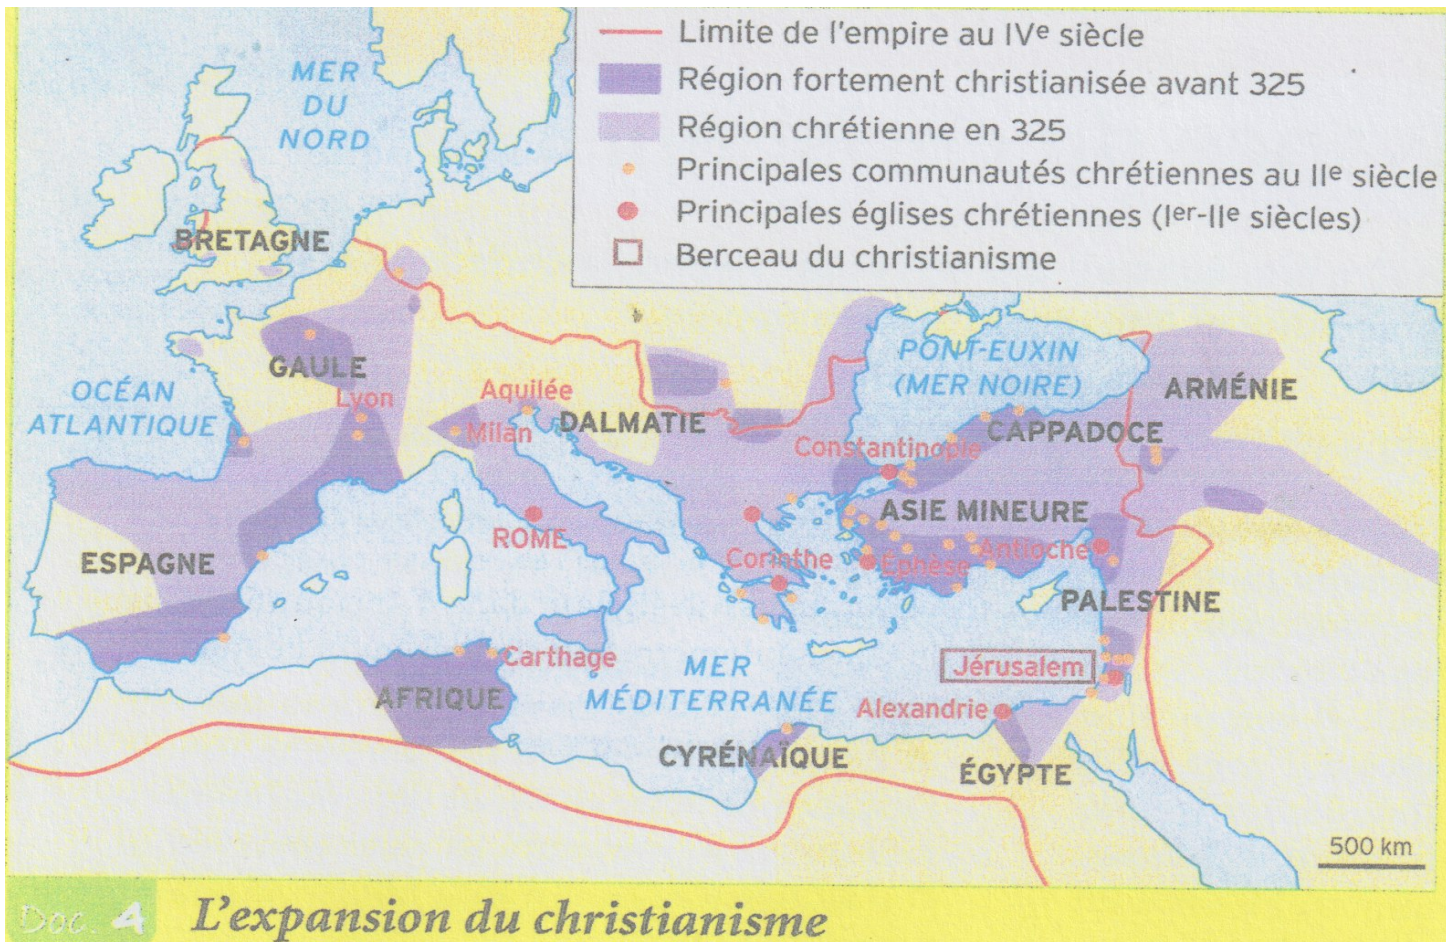 Limite de l'empire au IVe siècle
Région fortement christianisée avant 325
Région chrétienne en 325
Principales communautés chrétiennes au IIe siècle
Principales églises chrétiennes (Ier-IIe siècles)
Berceau du christianisme
MER
DU
NORD
BRETAGNE
GAULE
OCÉAN
ATLANTIQUE
Lyon
Aquilée
Milan
DALMATIE
PONT-EUXIN
(MER NOIRE)
ARMÉNIE
CAPPADOCE
Constantinople
ROME
ASIE MINEURE
ESPAGNE
Corinthe
Ephèse
Antioche
PALESTINE
Carthage
AFRIQUE
MER
MÉDITERRANÉE
Jérusalem
Alexandrie
CYRÉNAÏQUE
ÉGYPTE
500 km
Doc. 4
L'expansion du christianisme